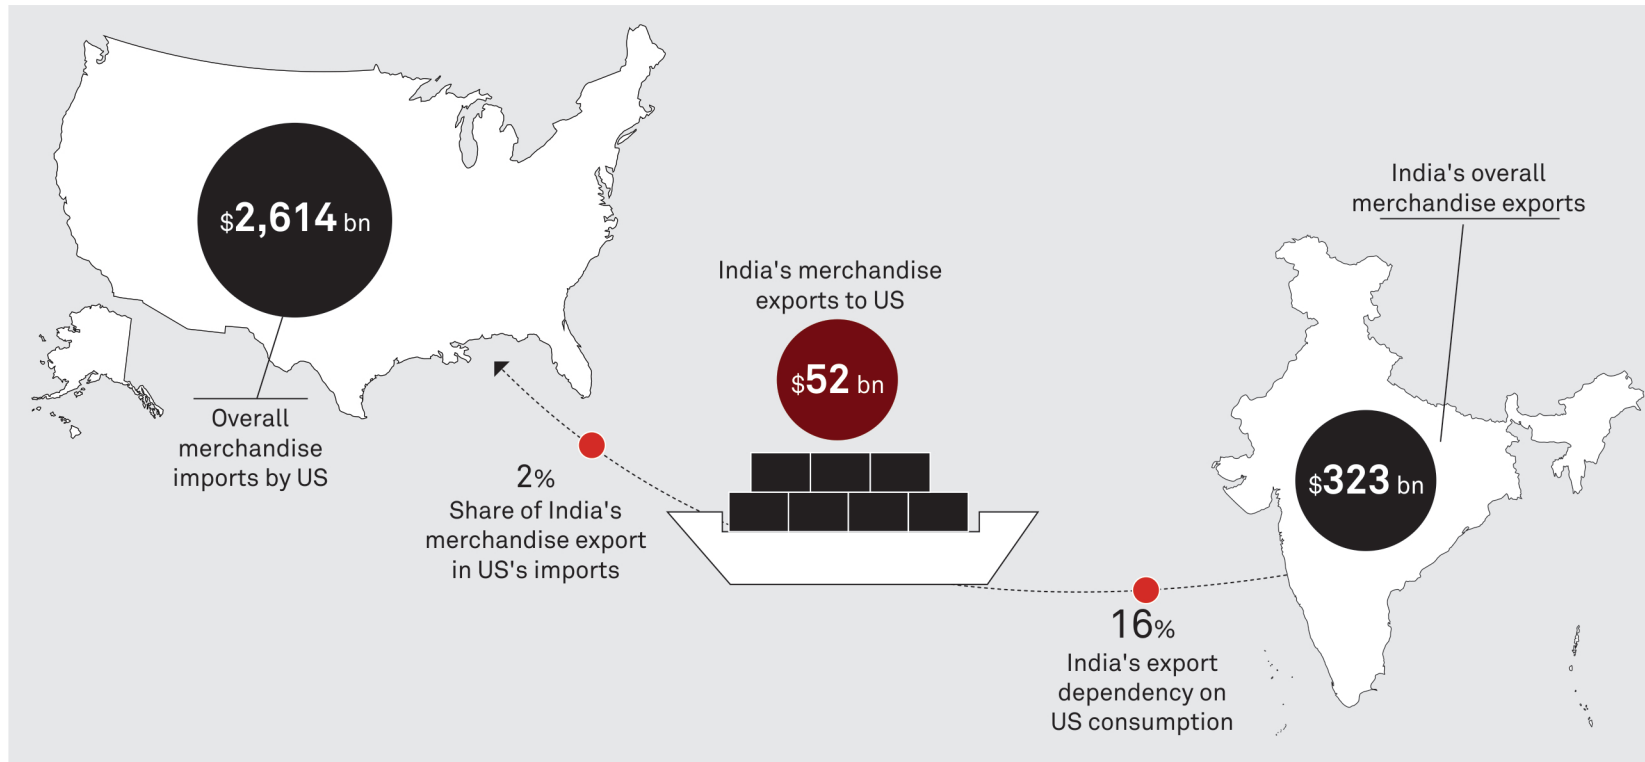 $2,614 bn
Overall
merchandise
imports by US
2%
Share of India's
merchandise export
in US's imports
India's merchandise
exports to US
$52 bn
16%
India's export
dependency on
US consumption
India's overall
merchandise exports
$323 bn